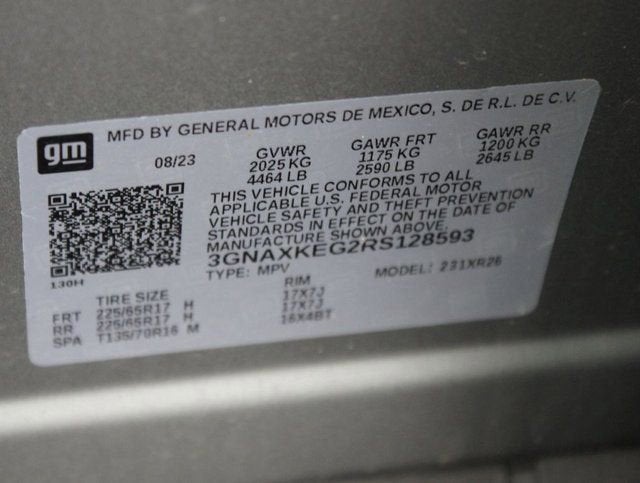 gm
MFD BY GENERAL MOTORS DE MEXICO, S. DE R.L. DE C.V.
08/23 GVWR GAWR FRT GAWR RR
2025 KG 1175 KG 1200 KG
4464 LB 2590 LB 2645 LB
THIS VEHICLE CONFORMS TO ALL
APPLICABLE U.S. FEDERAL MOTOR
VEHICLE SAFETY AND THEFT PREVENTION
STANDARDS IN EFFECT ON THE DATE OF
MANUFACTURE SHOWN ABOVE.
3GNAXKEG2RS128593
TYPE: MPV MODEL: 231XR26
130H
TIRE SIZE RIM
FRT 225/65R17 H 17X7J
RR 225/65R17 H 17X7J
SPA T135/70R16 M 16X4BT